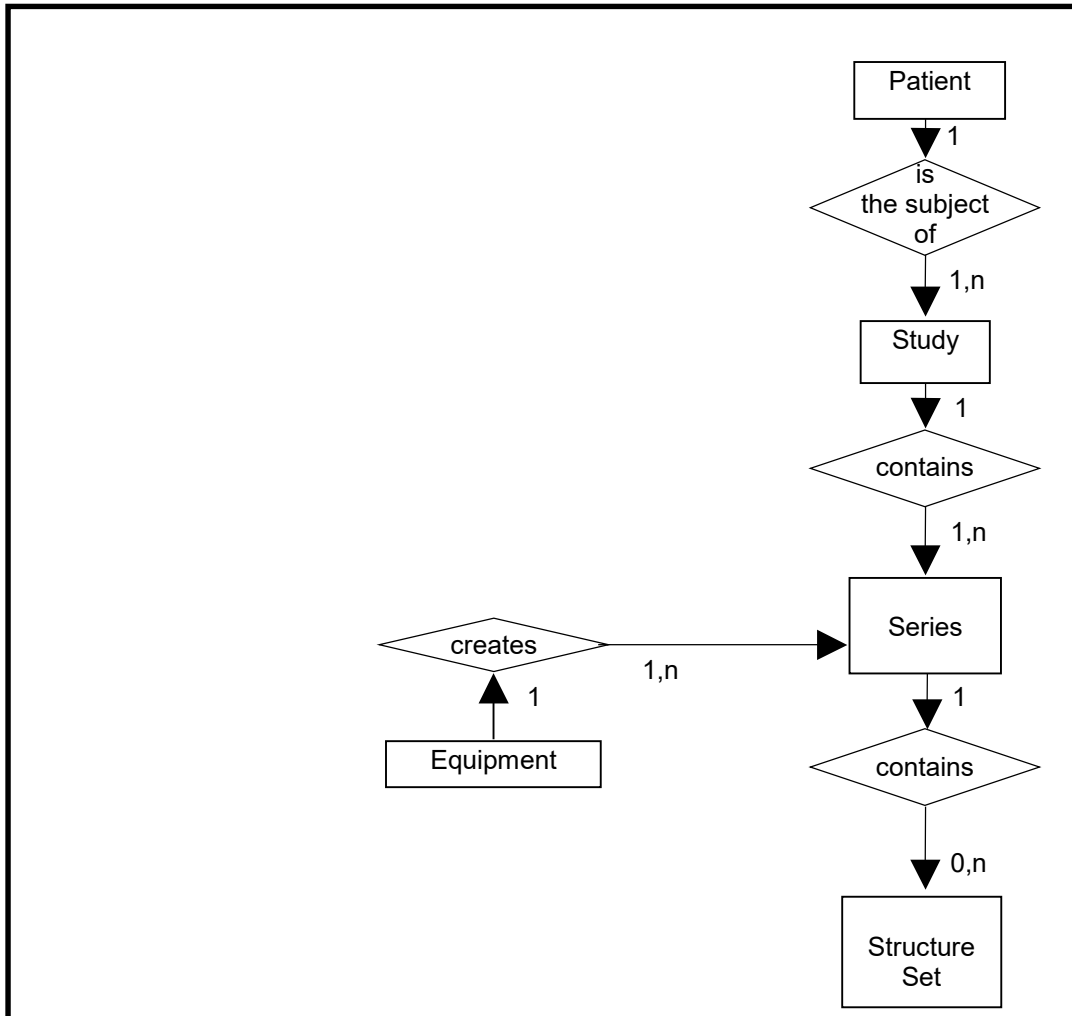 Patient
1
is
the subject
of
1,n
Study
1
contains
1,n
Series
creates
1,n
1
Equipment
1
contains
0,n
Structure
Set